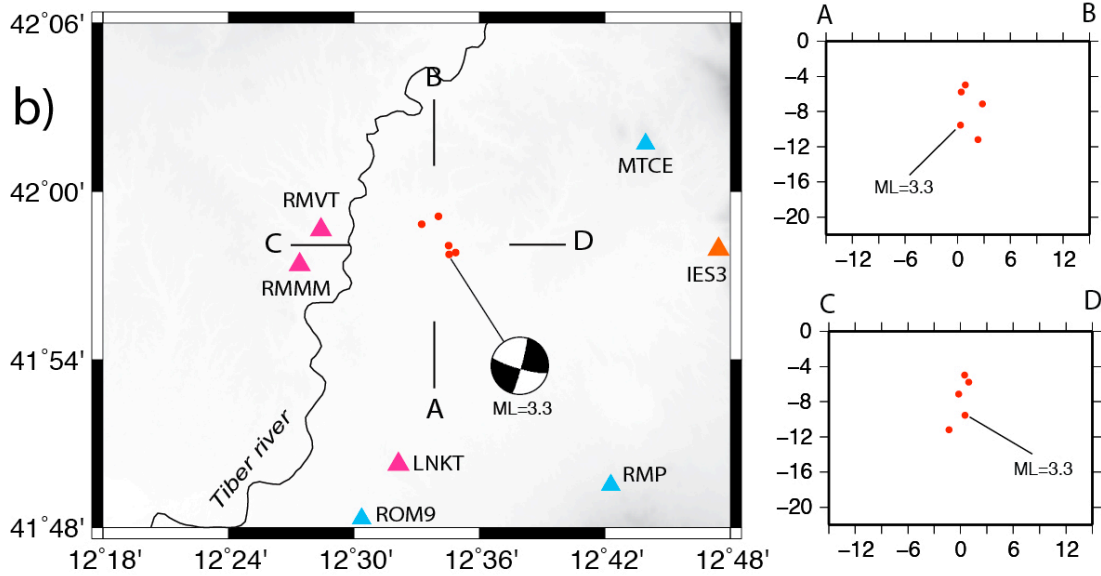 b)
42˚06'
42˚00'
41˚54'
41˚48'
12˚18'
12˚24'
12˚30'
12˚36'
12˚42'
12˚48'
B
MTCE
RMVT
C
D
RMMM
IES3
A
ML=3.3
LNKT
RMP
ROM9
Tiber river
A
B
0
−4
−8
−12
−16
−20
ML=3.3
−12
−6
0
6
12
C
D
0
−4
−8
−12
−16
−20
ML=3.3
−12
−6
0
6
12